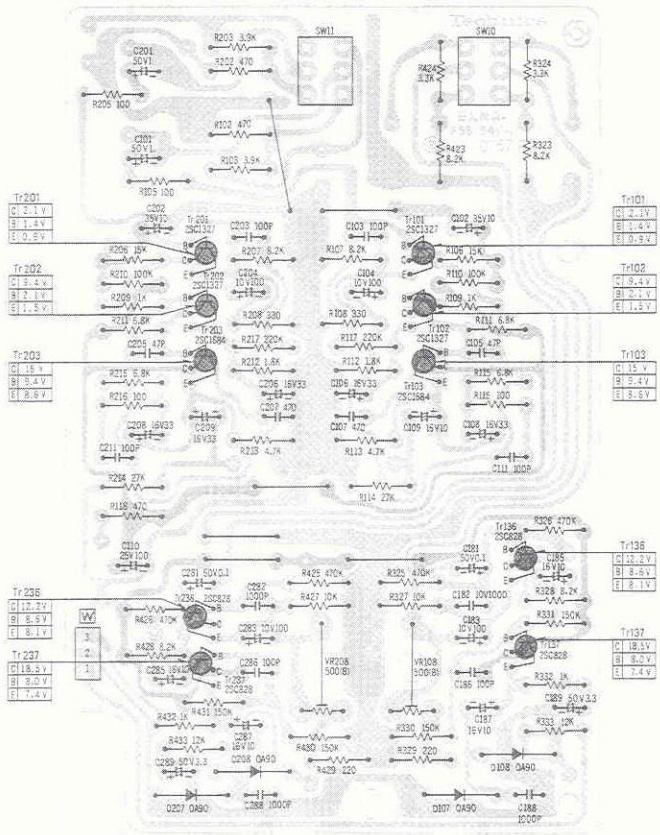 Technics
SW11
SW10
R203 3.9K
R202 470
C201
50V1
R205 100
R424
3.3K
R324
3.3K
R102 470
R103 3.9K
C101
50V1
R105 100
R423
8.2K
R323
8.2K
Tr201
C 2.1V
B 1.4V
E 0.9V
C202
35V10
Tr201
2SC1327
C203 100P
C103 100P
Tr101
2SC1327
C102 35V10
Tr101
C 2.1V
B 1.4V
E 0.9V
B
C
E
R206 15K
R207 8.2K
R107 8.2K
B
C
E
R106 15K
Tr202
C 9.4V
B 2.1V
E 1.5V
R210 100K
Tr202
2SC1327
C204
10V100
C104
10V100
R110 100K
Tr102
C 9.4V
B 2.1V
E 1.5V
R209 1K
B
C
E
R208 330
R108 330
B
C
E
R109 1K
R211 6.8K
Tr203
2SC1684
R217 220K
R117 220K
Tr102
2SC1327
R111 6.8K
Tr203
C 15V
B 9.4V
E 8.6V
C205 47P
B
C
E
R212 1.8K
R112 1.8K
B
C
E
C105 47P
Tr103
C 15V
B 9.4V
E 8.6V
R215 6.8K
Tr103
2SC1684
R115 6.8K
R216 100
C206 16V33
C106 16V33
C208 16V33
C209
16V33
C207 470
C107 470
C109 16V10
C108 16V33
C211 100P
R213 4.7K
R113 4.7K
C111 100P
R214 27K
R114 27K
R118 470
C110
25V100
R326 470K
Tr136
2SC828
B
C
E
C185
16V10
Tr136
C 12.2V
B 8.6V
E 8.1V
C281 50V0.1
C282
1000P
R425 470K
R325 470K
C181
50V0.1
Tr236
C 12.2V
B 8.6V
E 8.1V
W
3
2
1
Tr236 2SC828
B
C
E
R426 470K
R427 10K
R327 10K
C182 10V1000
R328 8.2K
R331 150K
C283 10V100
C183
10V100
Tr237
C 18.5V
B 8.0V
E 7.4V
R428 8.2K
B
C
E
C285 16V10
Tr237
2SC828
C286 100P
VR208
500(B)
VR108
500(B)
C186 100P
B
C
E
Tr137
2SC828
Tr137
C 18.5V
B 8.0V
E 7.4V
R332 1K
R431 150K
C189 50V3.3
R432 1K
C287
16V10
R330 150K
C187
16V10
R333 12K
R433 12K
R430 150K
R329 220
C289 50V3.3
D208 OA90
R429 220
D108 OA90
D207 OA90
C288 1000P
D107 OA90
C188
1000P